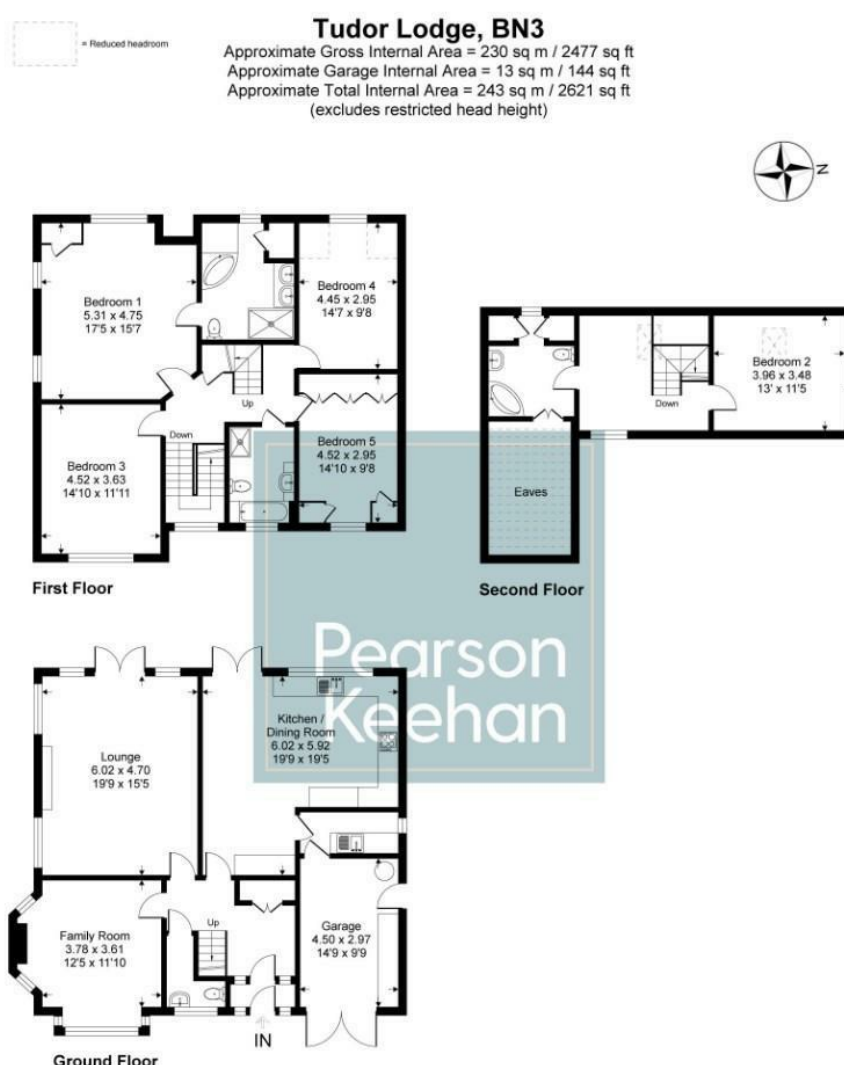 = Reduced headroom
Tudor Lodge, BN3
Approximate Gross Internal Area = 230 sq m / 2477 sq ft
Approximate Garage Internal Area = 13 sq m / 144 sq ft
Approximate Total Internal Area = 243 sq m / 2621 sq ft
(excludes restricted head height)
N
Bedroom 1
5.31 x 4.75
17'5 x 15'7
Bedroom 4
4.45 x 2.95
14'7 x 9'8
Up
Down
Bedroom 3
4.52 x 3.63
14'10 x 11'11
Bedroom 5
4.52 x 2.95
14'10 x 9'8
First Floor
Bedroom 2
3.96 x 3.48
13' x 11'5
Down
Eaves
Second Floor
Pearson
Keehan
Lounge
6.02 x 4.70
19'9 x 15'5
Kitchen /
Dining Room
6.02 x 5.92
19'9 x 19'5
Family Room
3.78 x 3.61
12'5 x 11'10
Up
Garage
4.50 x 2.97
14'9 x 9'9
IN
Ground Floor